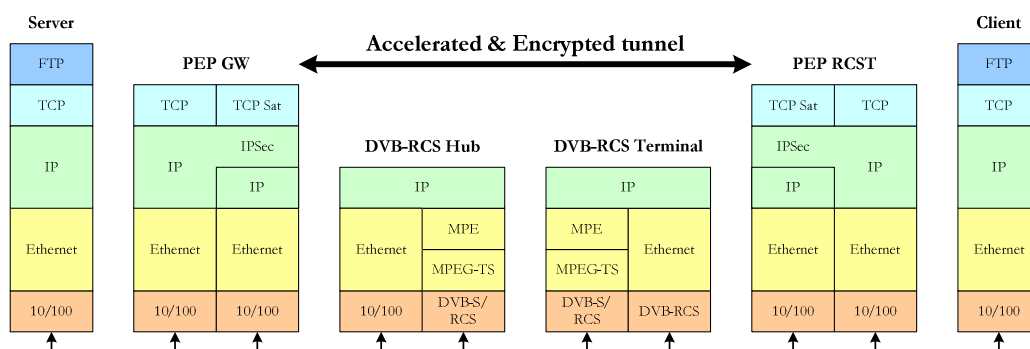 Server
Client
Accelerated & Encrypted tunnel
PEP GW
PEP RCST
FTP
FTP
TCP
TCP
TCP Sat
TCP Sat
TCP
TCP
IP
IP
IPSec
IP
DVB-RCS Hub
IP
DVB-RCS Terminal
IP
IPSec
IP
IP
IP
Ethernet
Ethernet
Ethernet
Ethernet
MPE
MPEG-TS
MPE
MPEG-TS
Ethernet
Ethernet
Ethernet
Ethernet
10/100
10/100
10/100
10/100
DVB-S/
RCS
DVB-S/
RCS
DVB-RCS
10/100
10/100
10/100